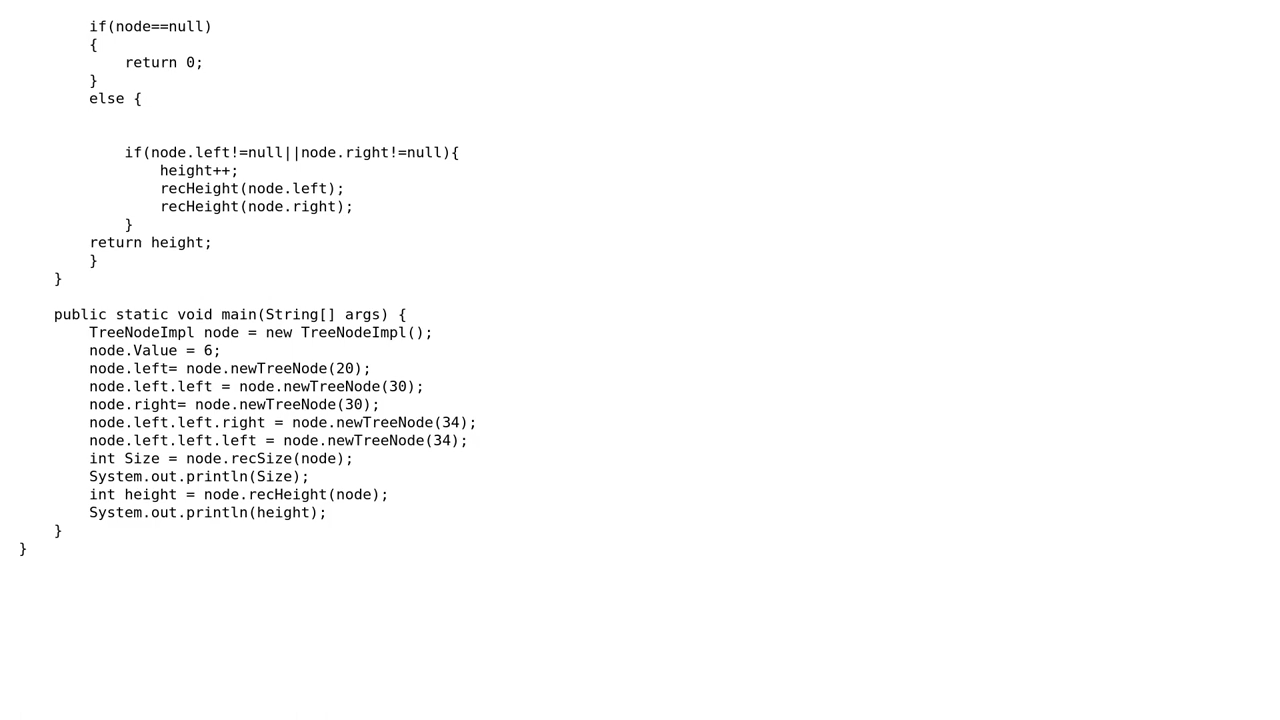 if(node==null)
{
return 0;
}
else {
if(node.left!=null||node.right!=null){
height++;
recHeight(node.left);
recHeight(node.right);
}
return height;
}
}
public static void main(String[] args) {
TreeNodeImpl node = new TreeNodeImpl();
node.Value = 6;
node.left= node.newTreeNode(20);
node.left.left = node.newTreeNode(30);
node.right= node.newTreeNode(30);
node.left.left.right = node.newTreeNode(34);
node.left.left.left = node.newTreeNode(34);
int Size = node.recSize(node);
System.out.println(Size);
int height = node.recHeight(node);
System.out.println(height);
}
}